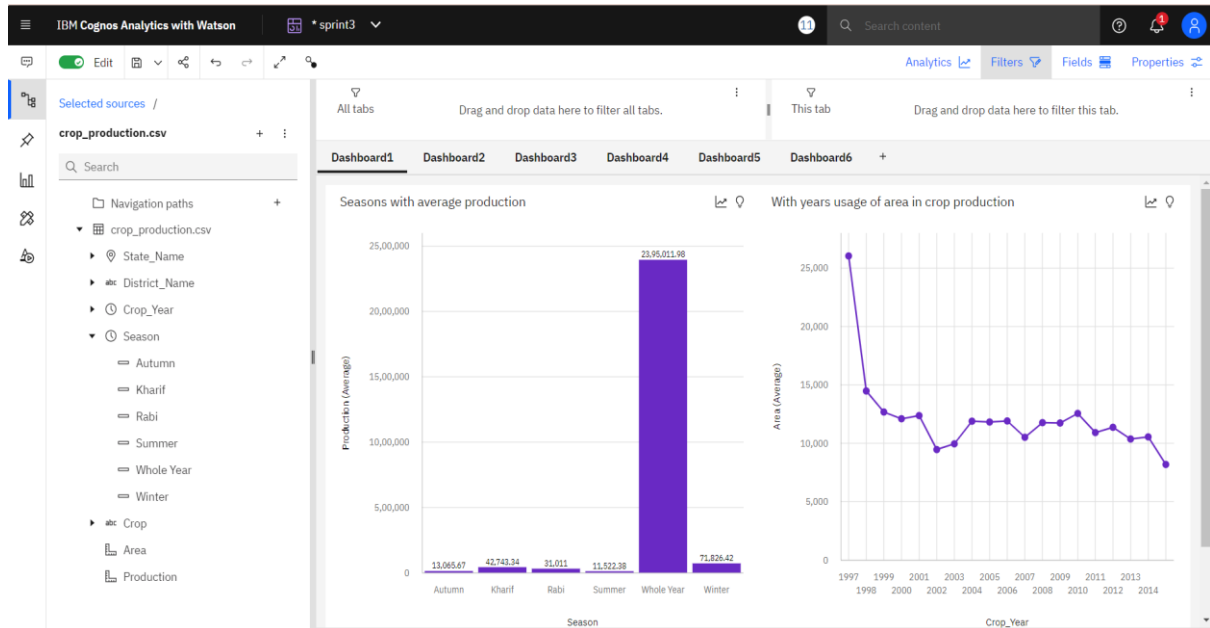 IBM Cognos Analytics with Watson
* sprint3
11
Search content
1
Edit
Analytics
Filters
Fields
Properties
Selected sources /
crop_production.csv
Search
Navigation paths
crop_production.csv
State_Name
abc District_Name
Crop_Year
Season
Autumn
Kharif
Rabi
Summer
Whole Year
Winter
abc Crop
Area
Production
All tabs
Drag and drop data here to filter all tabs.
This tab
Drag and drop data here to filter this tab.
Dashboard1 Dashboard2 Dashboard3 Dashboard4 Dashboard5 Dashboard6 +
Seasons with average production
Production (Average)
25,00,000
20,00,000
15,00,000
10,00,000
5,00,000
0
13,065.67 42,743.34 31,011 11,522.38 23,95,011.98 71,826.42
Autumn Kharif Rabi Summer Whole Year Winter
Season
With years usage of area in crop production
Area (Average)
25,000
20,000
15,000
10,000
5,000
0
1997 1999 2001 2003 2005 2007 2009 2011 2013
1998 2000 2002 2004 2006 2008 2010 2012 2014
Crop_Year